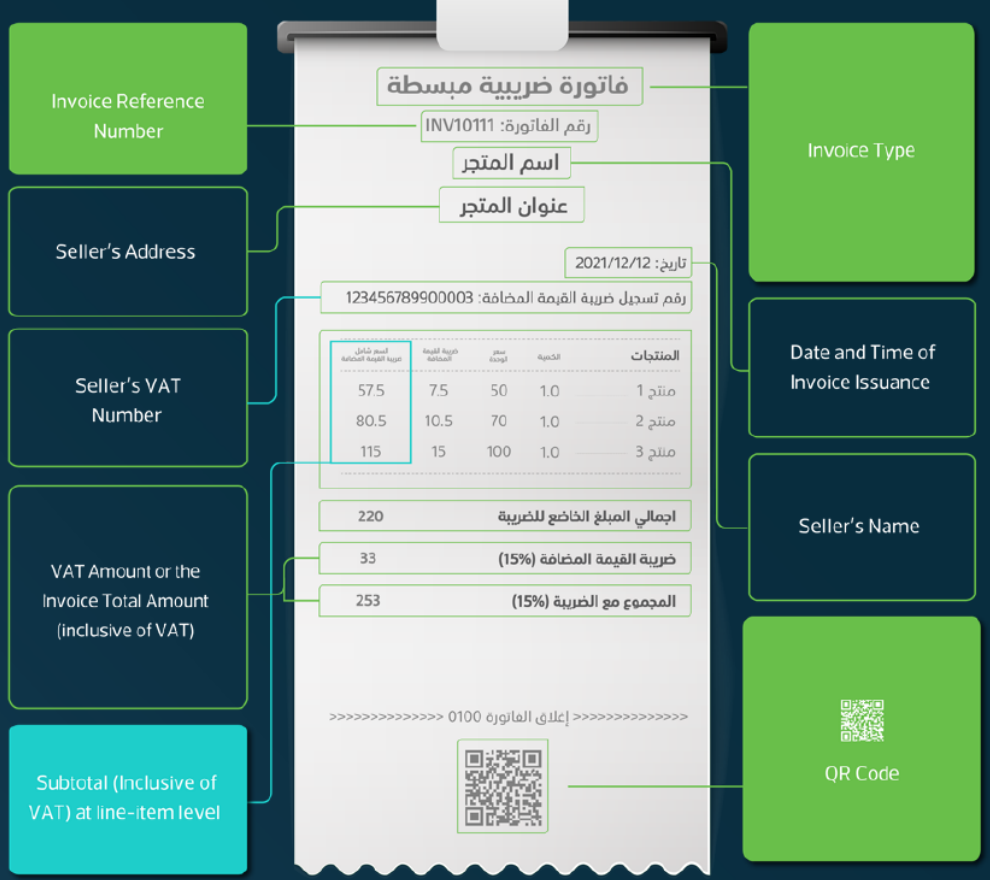 Invoice Reference
Number
Seller's Address
Seller's VAT
Number
VAT Amount or the
Invoice Total Amount
(inclusive of VAT)
Subtotal (Inclusive of
VAT) at line-item level
فاتورة ضريبية مبسطة
رقم الفاتورة: INV10111
اسم المتجر
عنوان المتجر
تاريخ: 2021/12/12
رقم تسجيل ضريبة القيمة المضافة: 123456789900003
المنتجات الكمية سعر الوحدة ضريبة القيمة المضافة السعر شامل ضريبة القيمة المضافة
منتج 1 1.0 50 7.5 57.5
منتج 2 1.0 70 10.5 80.5
منتج 3 1.0 100 15 115
اجمالي المبلغ الخاضع للضريبة 220
ضريبة القيمة المضافة (15%) 33
المجموع مع الضريبة (15%) 253
>>>>>>>>>>>>>> إغلاق الفاتورة 0100 <<<<<<<<<<<<<<
Invoice Type
Date and Time of
Invoice Issuance
Seller's Name
QR Code